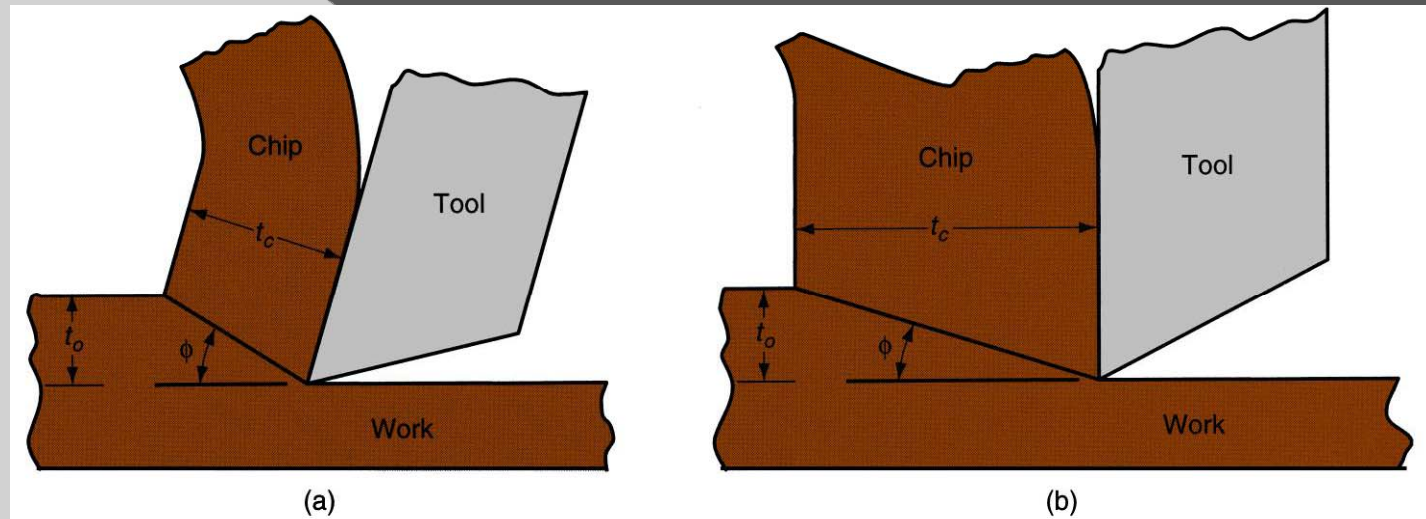 Chip
Tool
t_c
t_o
ϕ
Work
(a)
Chip
Tool
t_c
t_o
ϕ
Work
(b)